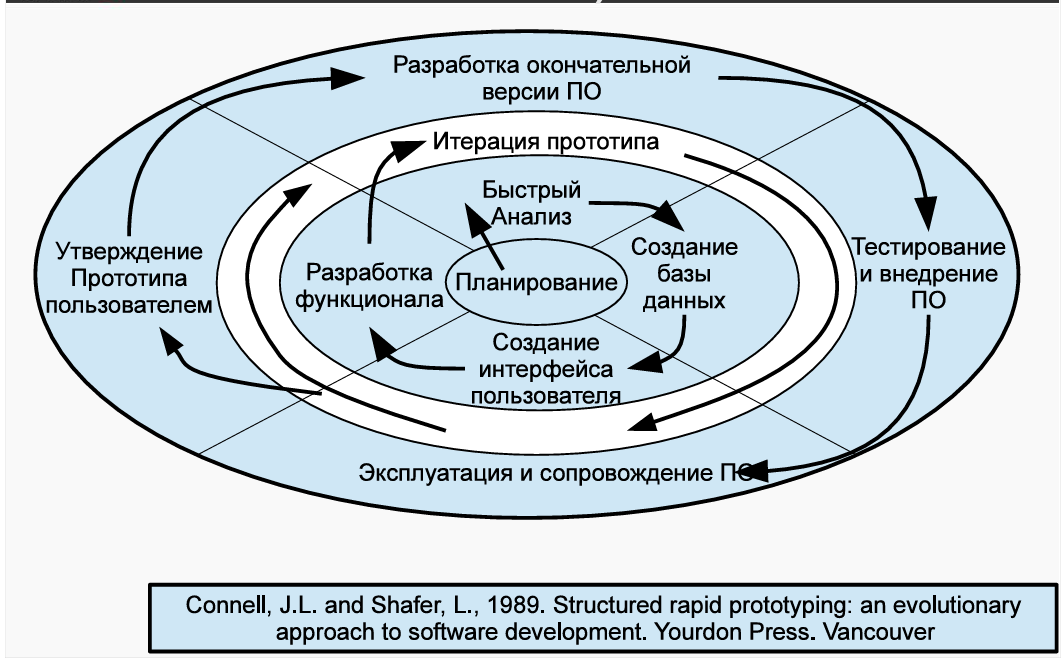 Разработка окончательной
версии ПО
Итерация прототипа
Быстрый
Анализ
Утверждение
Прототипа
пользователем
Разработка
функционала
Планирование
Создание
базы
данных
Тестирование
и внедрение
ПО
Создание
интерфейса
пользователя
Эксплуатация и сопровождение ПО
Connell, J.L. and Shafer, L., 1989. Structured rapid prototyping: an evolutionary
approach to software development. Yourdon Press. Vancouver